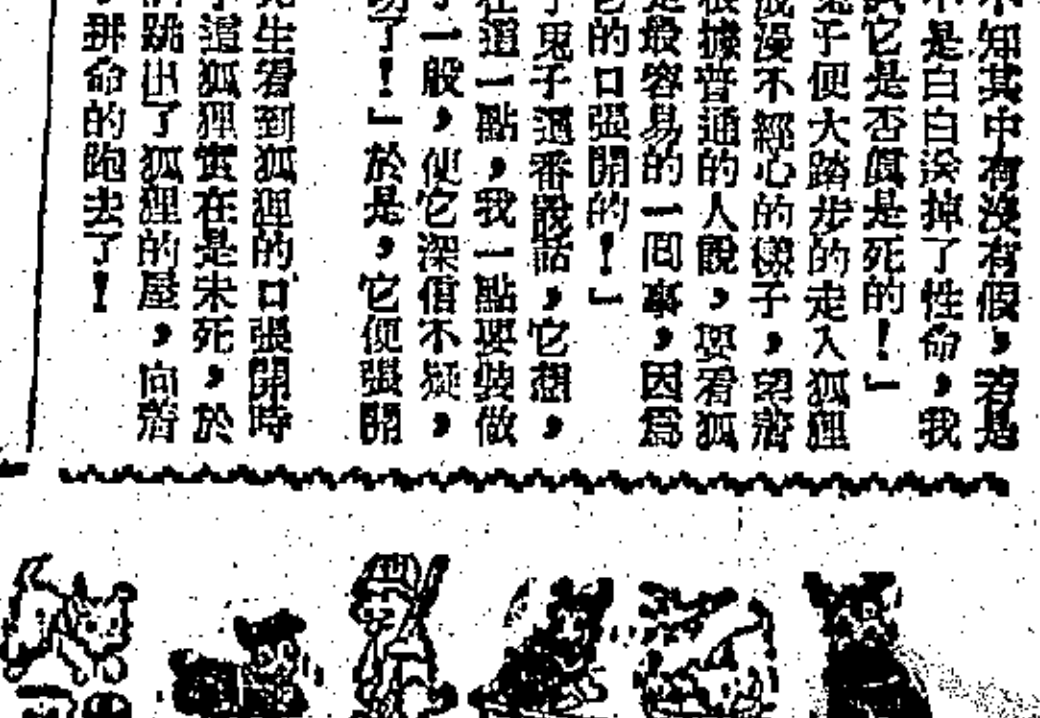 不知其中有沒有假，若是
不是白白送掉了性命，我
試它是否眞是死的！」
兔子便大踏步的走入狐狸
漫不經心的樣子，望着
根據普通的人說，要看狐
是最容易的一回事，因爲
它的口張開的！」
了兔子這番說話，它想，
在這一點，我一點要裝做
了一般，使它深信不疑，
功了！」於是，它便張開
先生看到狐狸的口張開時
道狐狸實在是未死，於
跳出了狐狸的屋，向着
拼命的跑去了！